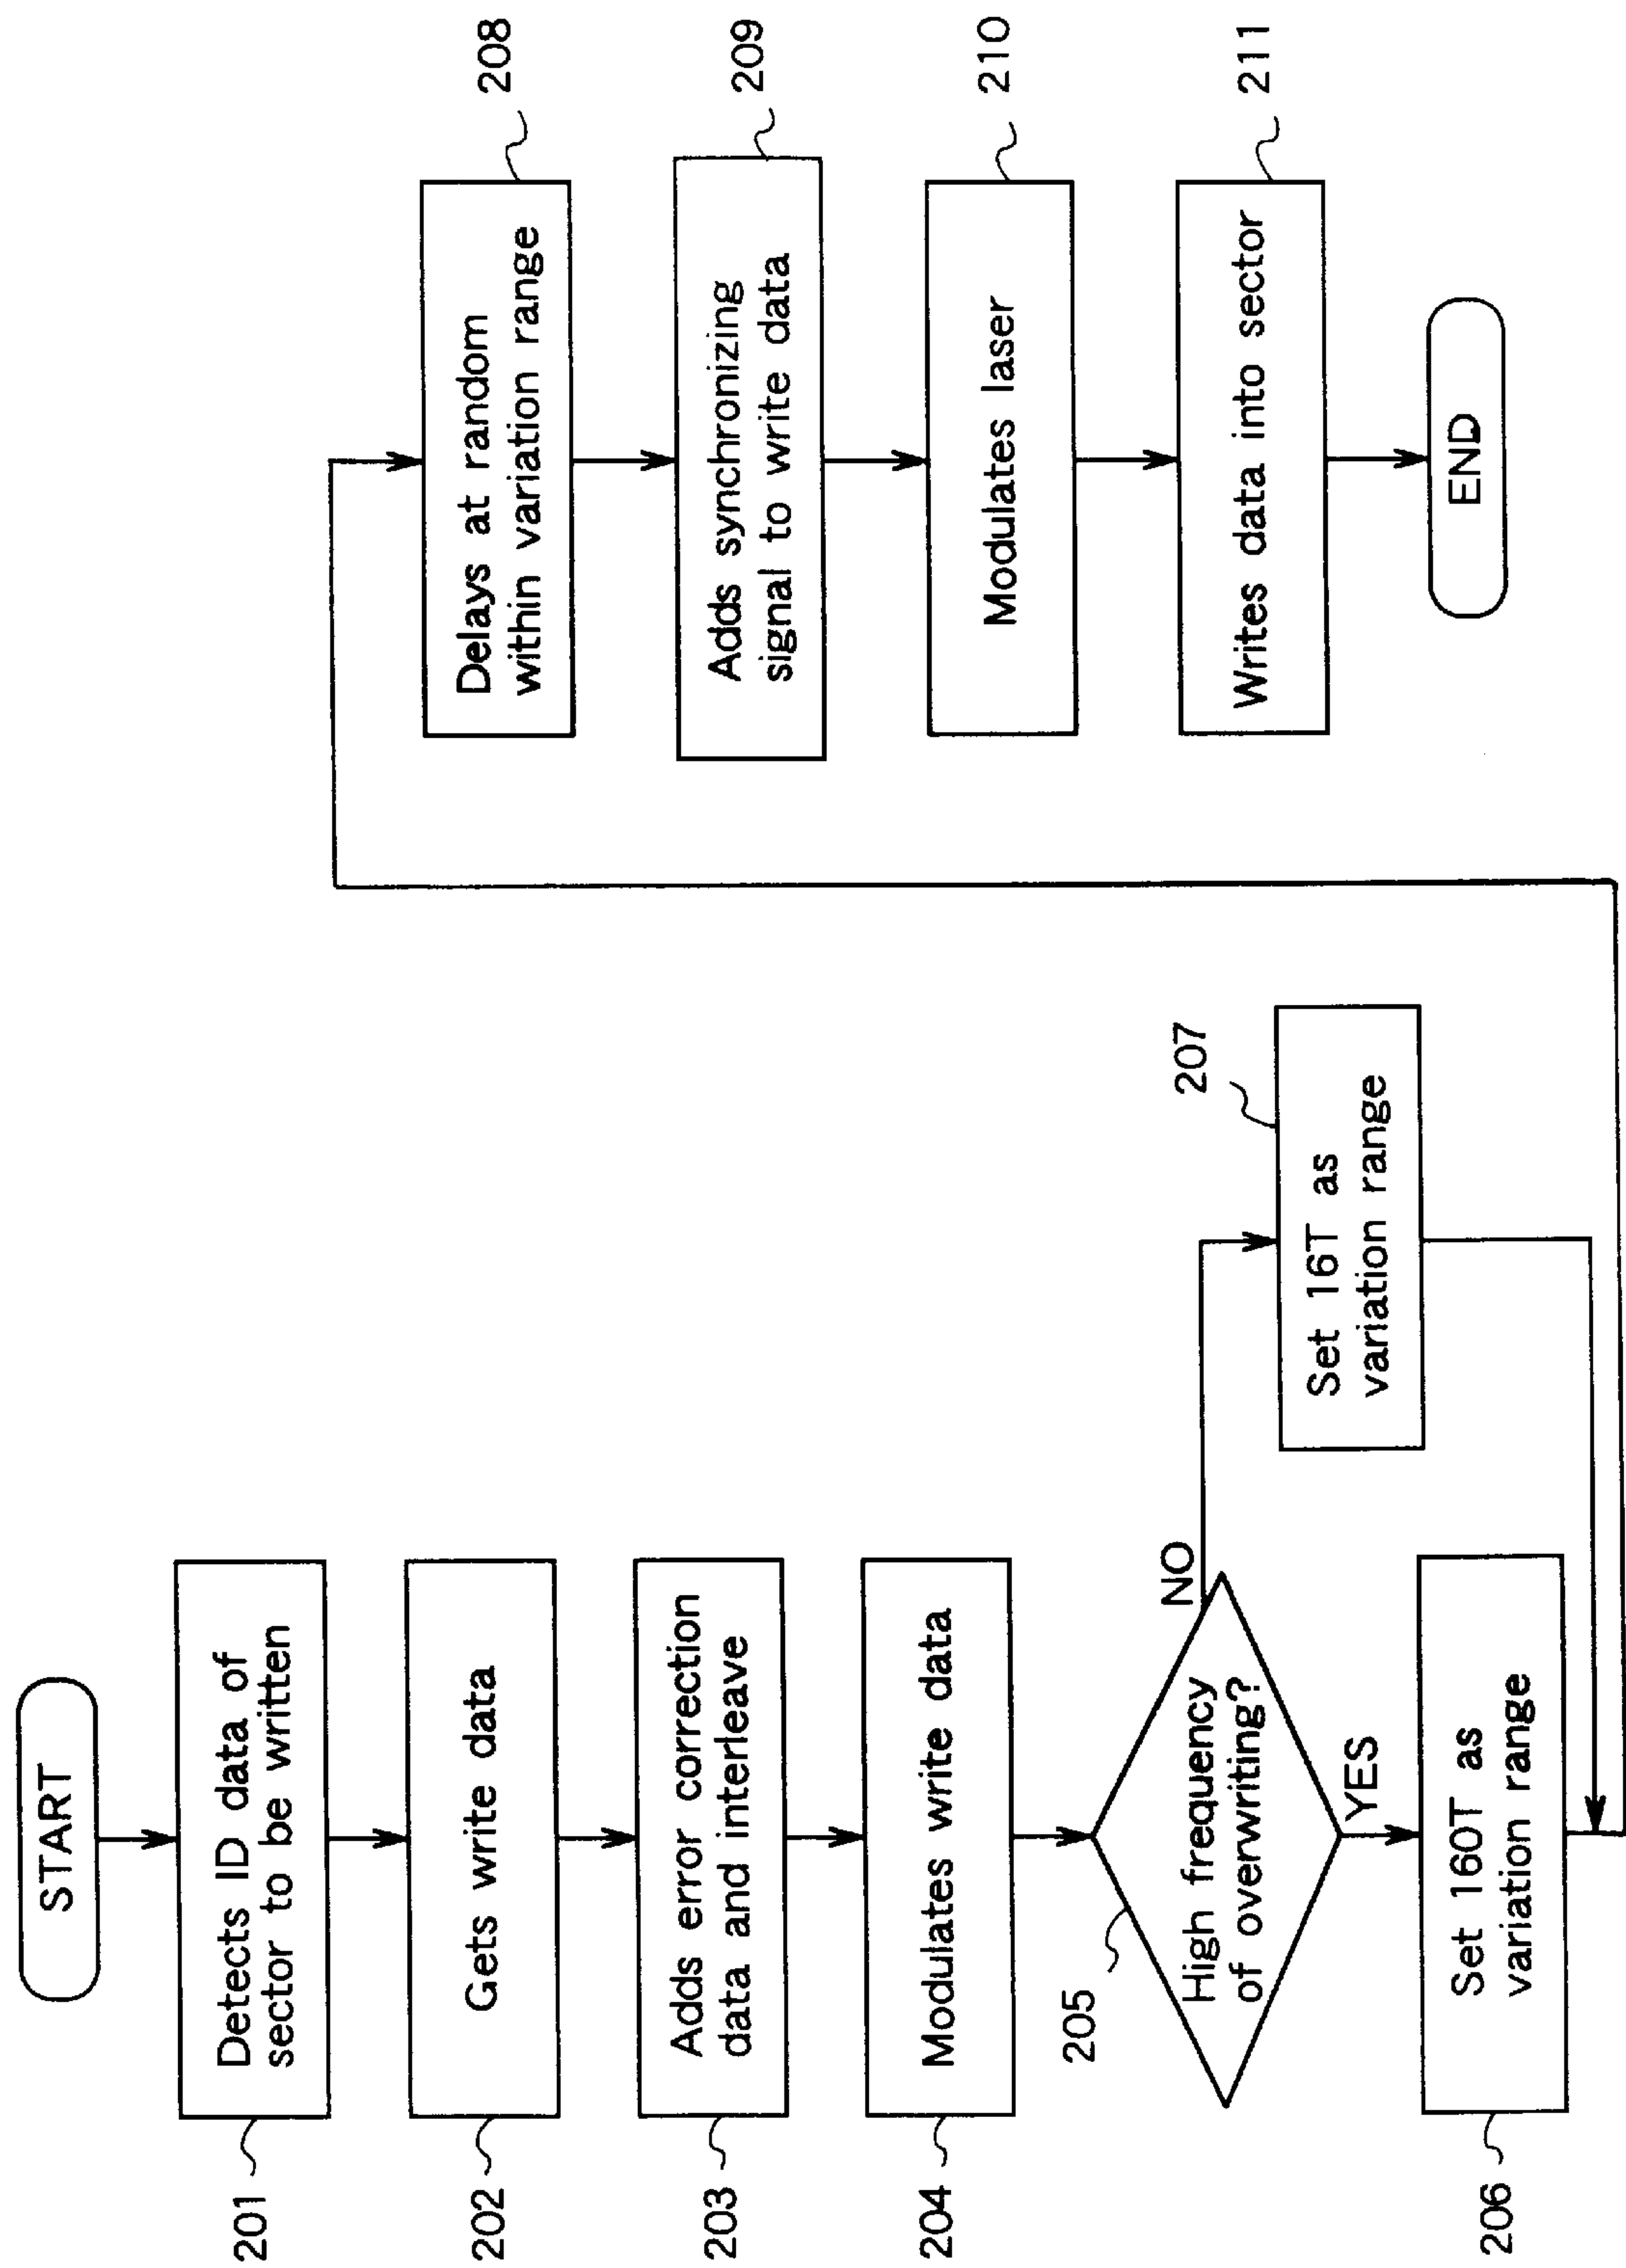 START
201
Detects ID data of
sector to be written
202
Gets write data
203
Adds error correction
data and interleave
204
Modulates write data
205
High frequency
of overwriting?
NO
YES
206
Set 160T as
variation range
207
Set 16T as
variation range
208
Delays at random
within variation range
209
Adds synchronizing
signal to write data
210
Modulates laser
211
Writes data into sector
END